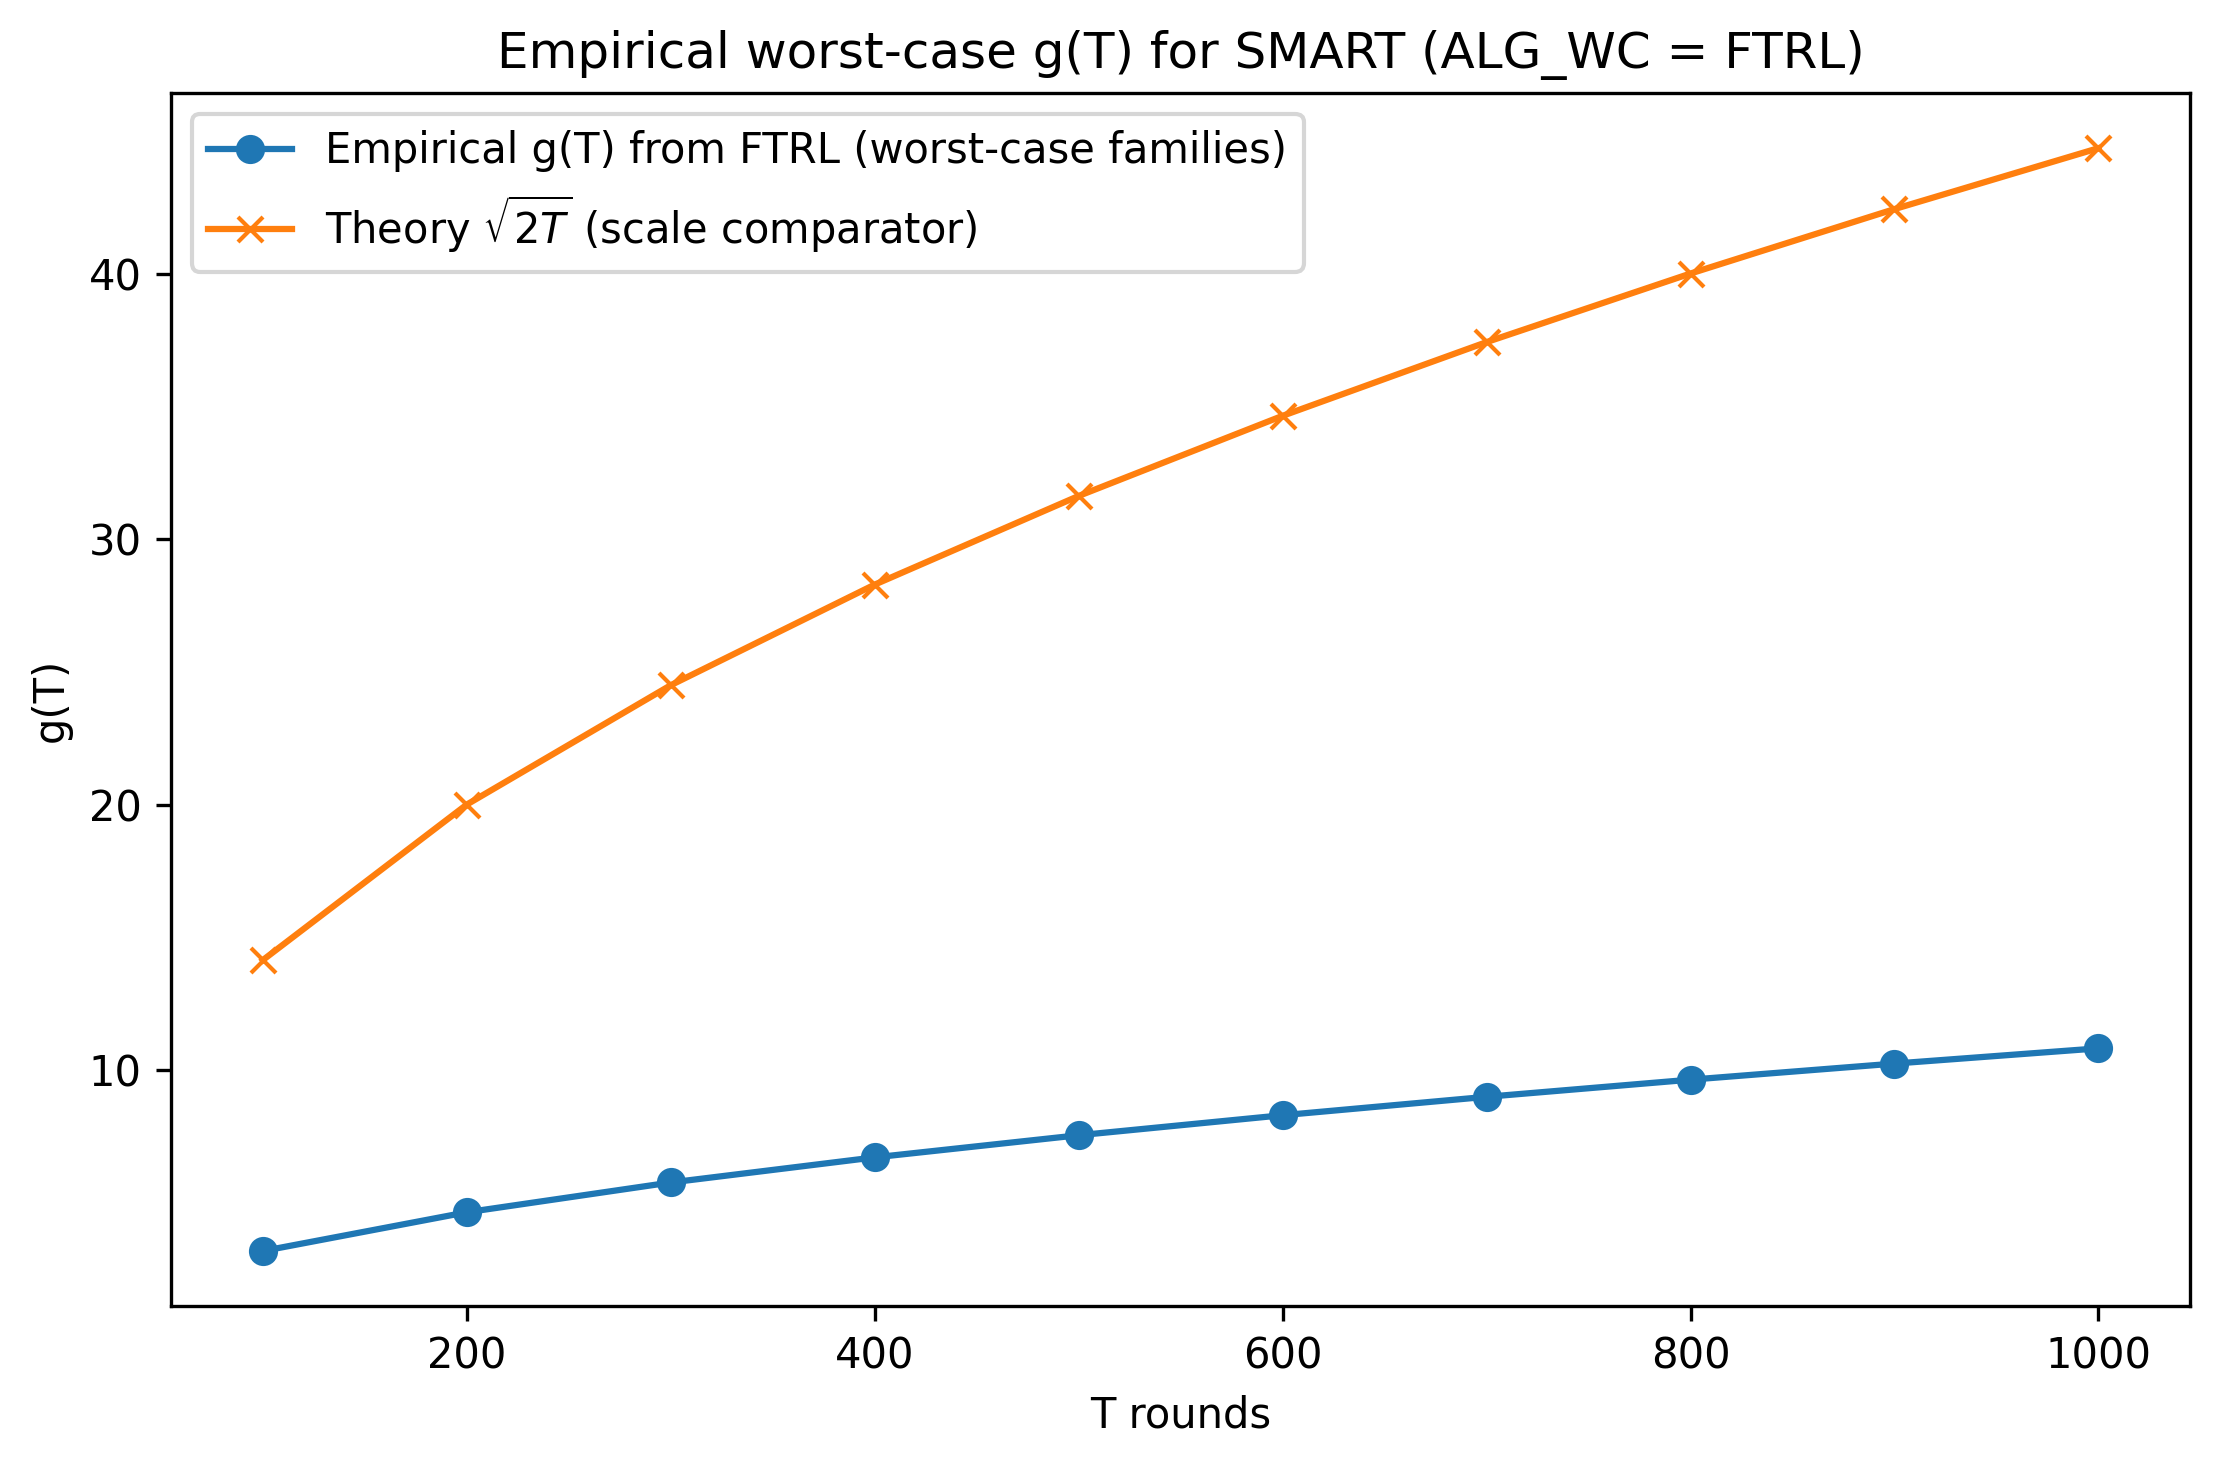 Empirical worst-case g(T) for SMART (ALG_WC = FTRL)
Empirical g(T) from FTRL (worst-case families)
Theory √2T (scale comparator)
g(T)
40
30
20
10
200 400 600 800 1000
T rounds